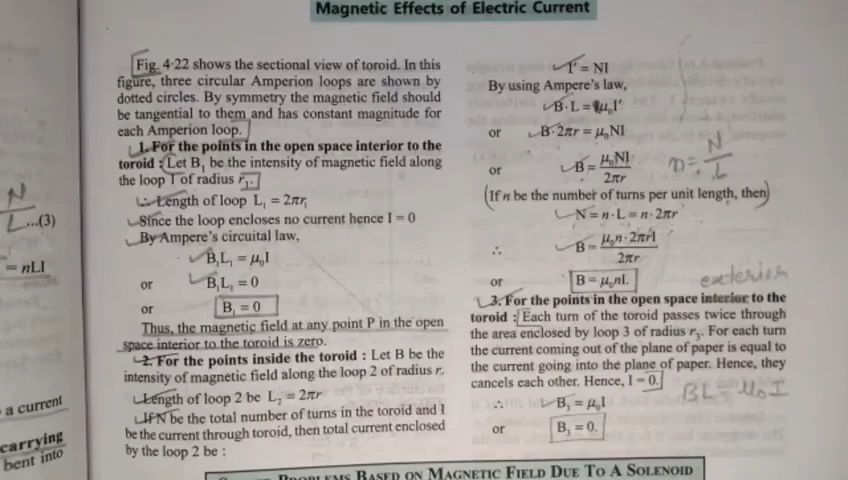 Magnetic Effects of Electric Current
Fig. 4·22 shows the sectional view of toroid. In this
figure, three circular Amperion loops are shown by
dotted circles. By symmetry the magnetic field should
be tangential to them and has constant magnitude for
each Amperion loop.
1. For the points in the open space interior to the
toroid : Let B₁ be the intensity of magnetic field along
the loop 1 of radius r₁.
∴ Length of loop L₁ = 2πr₁
Since the loop encloses no current hence I = 0
By Ampere's circuital law,
B₁L₁ = μ₀I
or B₁L₁ = 0
or B₁ = 0
Thus, the magnetic field at any point P in the open
space interior to the toroid is zero.
2. For the points inside the toroid : Let B be the
intensity of magnetic field along the loop 2 of radius r.
Length of loop 2 be L₂ = 2πr
If N be the total number of turns in the toroid and I
be the current through toroid, then total current enclosed
by the loop 2 be :
I' = NI
By using Ampere's law,
B·L = μ₀I'
or B·2πr = μ₀NI
or B = μ₀NI / 2πr n = N/L
(If n be the number of turns per unit length, then)
N = n·L = n·2πr
∴ B = μ₀n·2πrI / 2πr
or B = μ₀nI.
exterior
3. For the points in the open space interior to the
toroid : Each turn of the toroid passes twice through
the area enclosed by loop 3 of radius r₃. For each turn
the current coming out of the plane of paper is equal to
the current going into the plane of paper. Hence, they
cancels each other. Hence, I = 0.
BL = μ₀I
∴ B₃ = μ₀I
or B₃ = 0.
PROBLEMS BASED ON MAGNETIC FIELD DUE TO A SOLENOID
N
L ...(3)
= nLI
a current
carrying
bent into